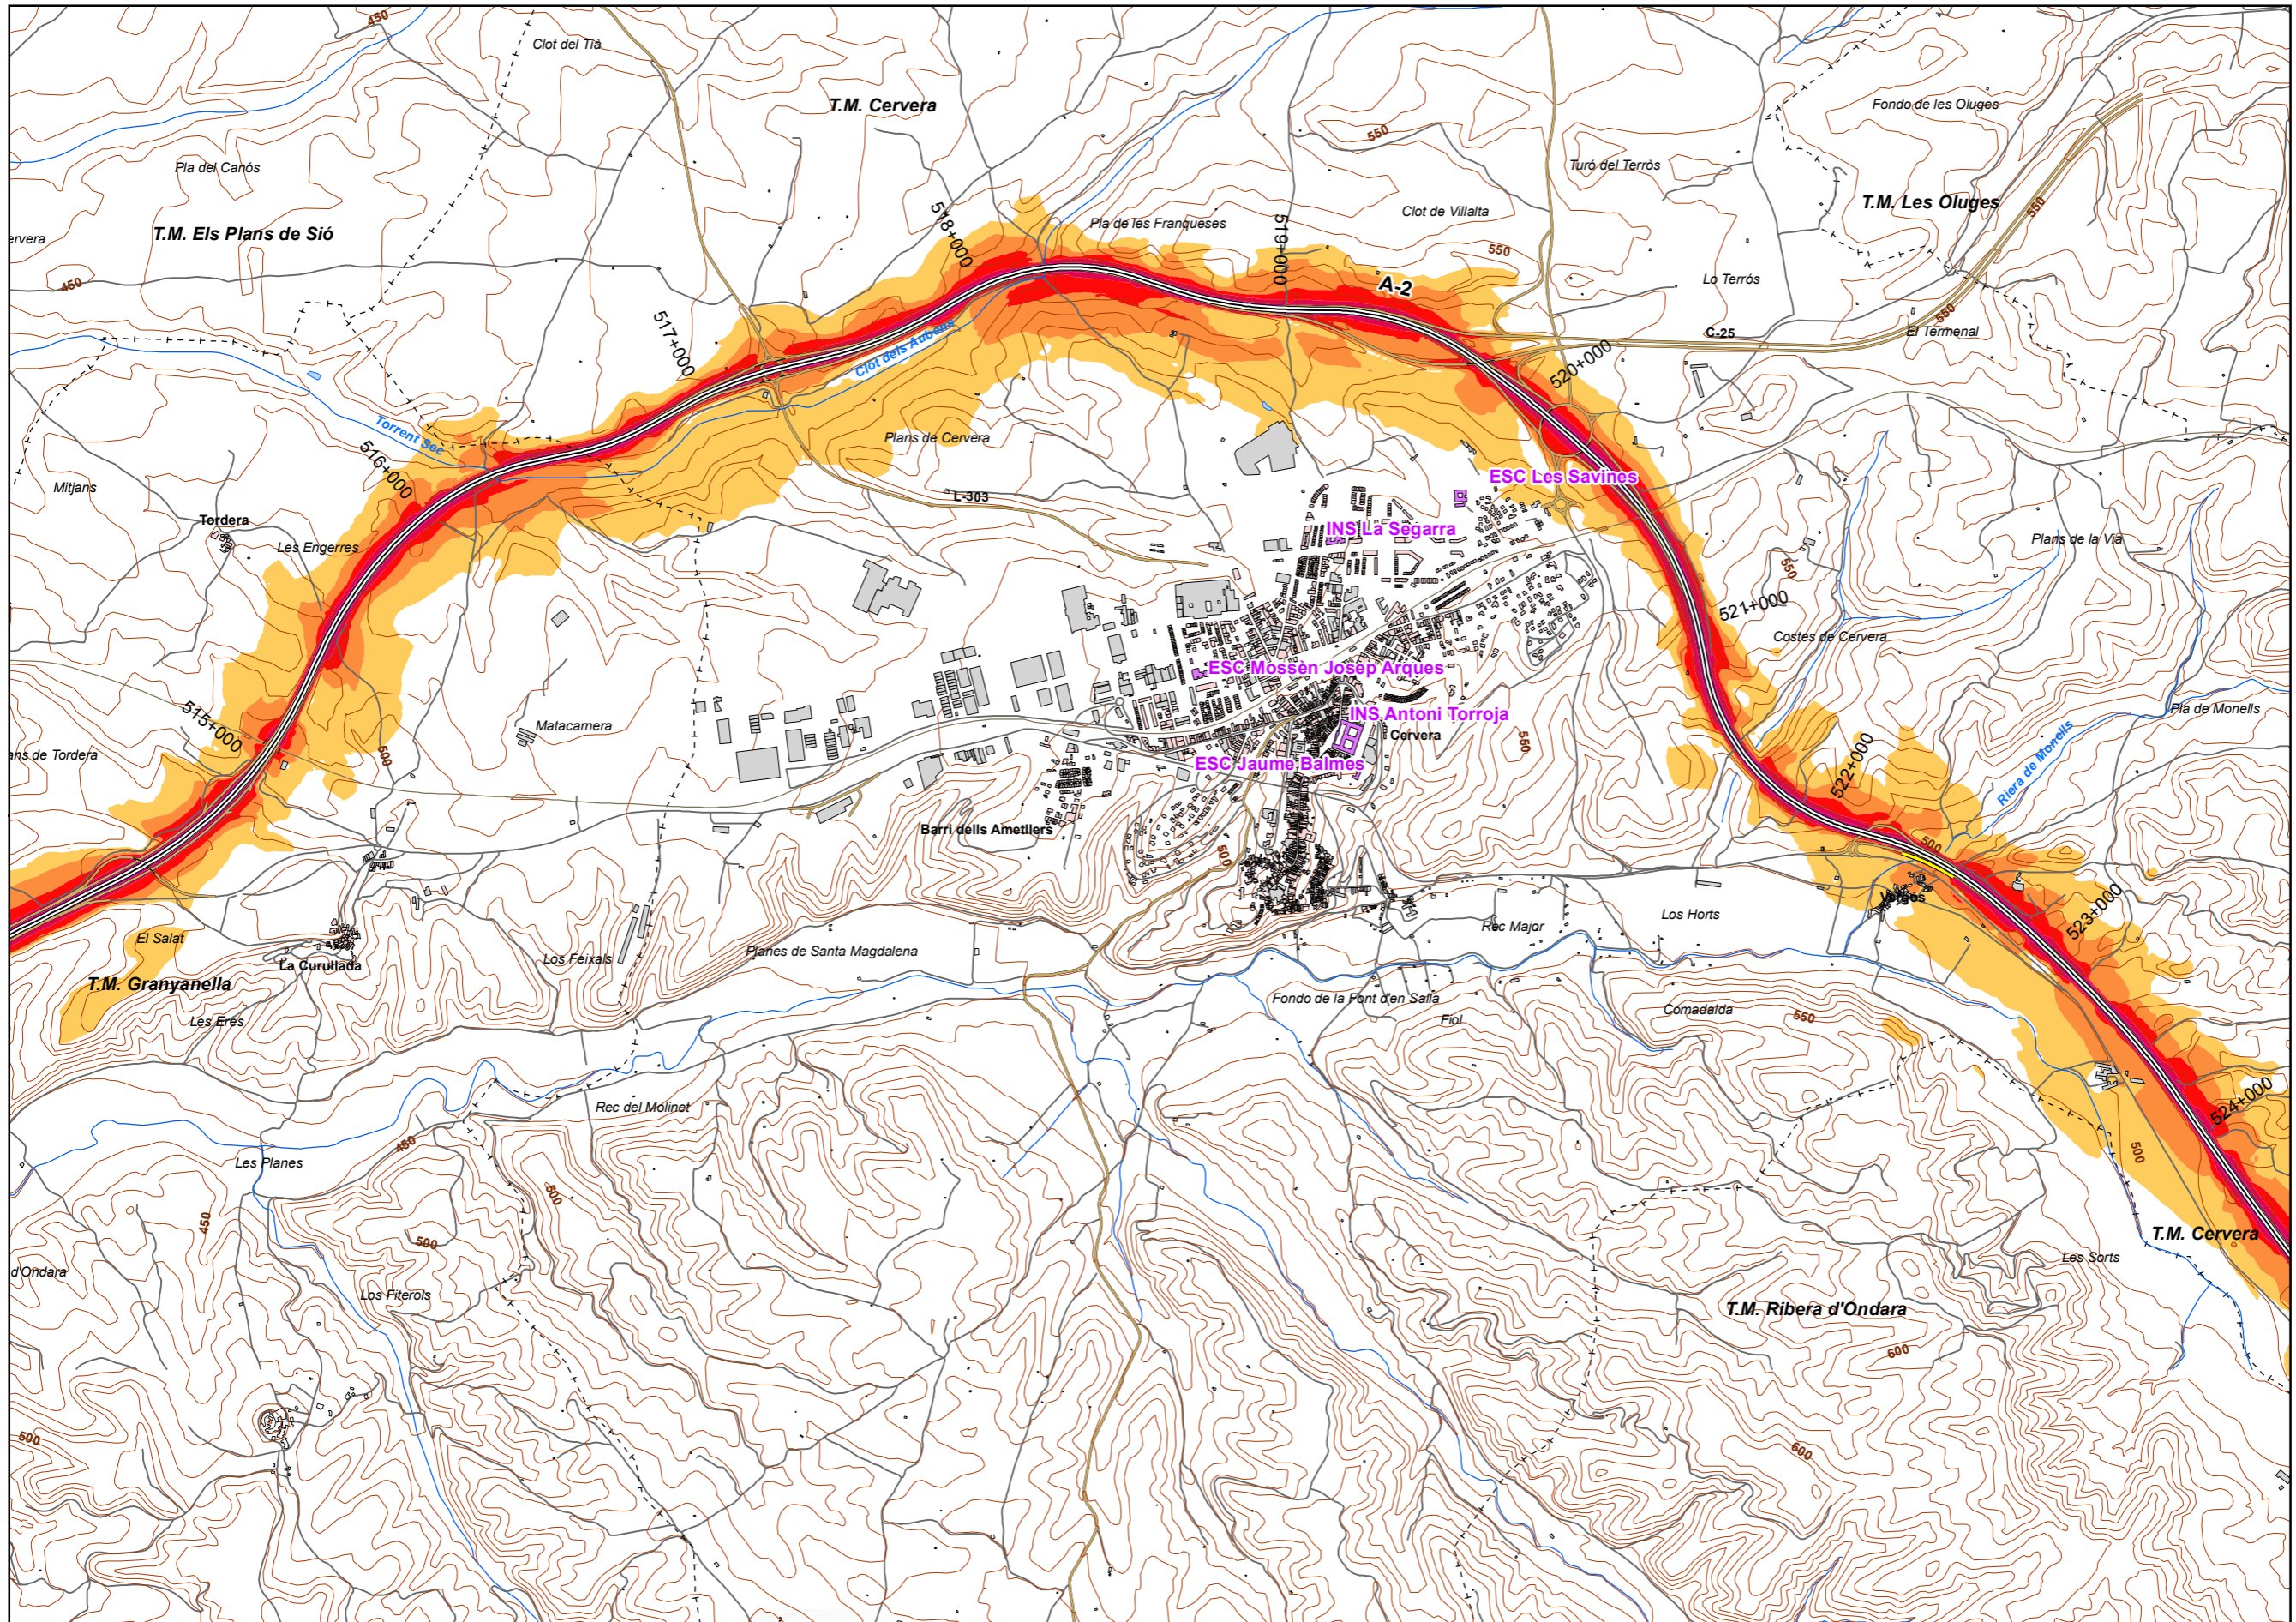 450
Clot del Tià
T.M. Cervera
Fondo de les Oluges
550
Pla del Canós
Turó del Terròs
T.M. Les Oluges
Clot de Villalta
Pla de les Franqueses
550
T.M. Els Plans de Sió
ervera
518+000
519+000
550
450
A-2
Lo Terròs
550
517+000
Clot dels Aubens
C-25
El Termenal
520+000
Torrent Sec
Plans de Cervera
516+000
ESC Les Savines
Mitjans
L-303
Tordera
INS La Segarra
Les Engerres
Plans de la Via
550
521+000
Costes de Cervera
ESC Mossèn Josep Arques
515+000
Matacarnera
INS Antoni Torroja
Cervera
550
Pla de Monells
ans de Tordera
500
ESC Jaume Balmes
522+000
Riera de Monells
Barri dells Ametllers
500
500
Vergós
523+000
Los Horts
Rec Major
El Salat
Planes de Santa Magdalena
Los Feixals
La Curullada
T.M. Granyanella
Fondo de la Font d'en Salla
Comadalda
550
Les Eres
Fiol
Rec del Molinet
524+000
450
500
Les Planes
500
450
T.M. Cervera
500
Les Sorts
d'Ondara
Los Fiterols
T.M. Ribera d'Ondara
600
500
600